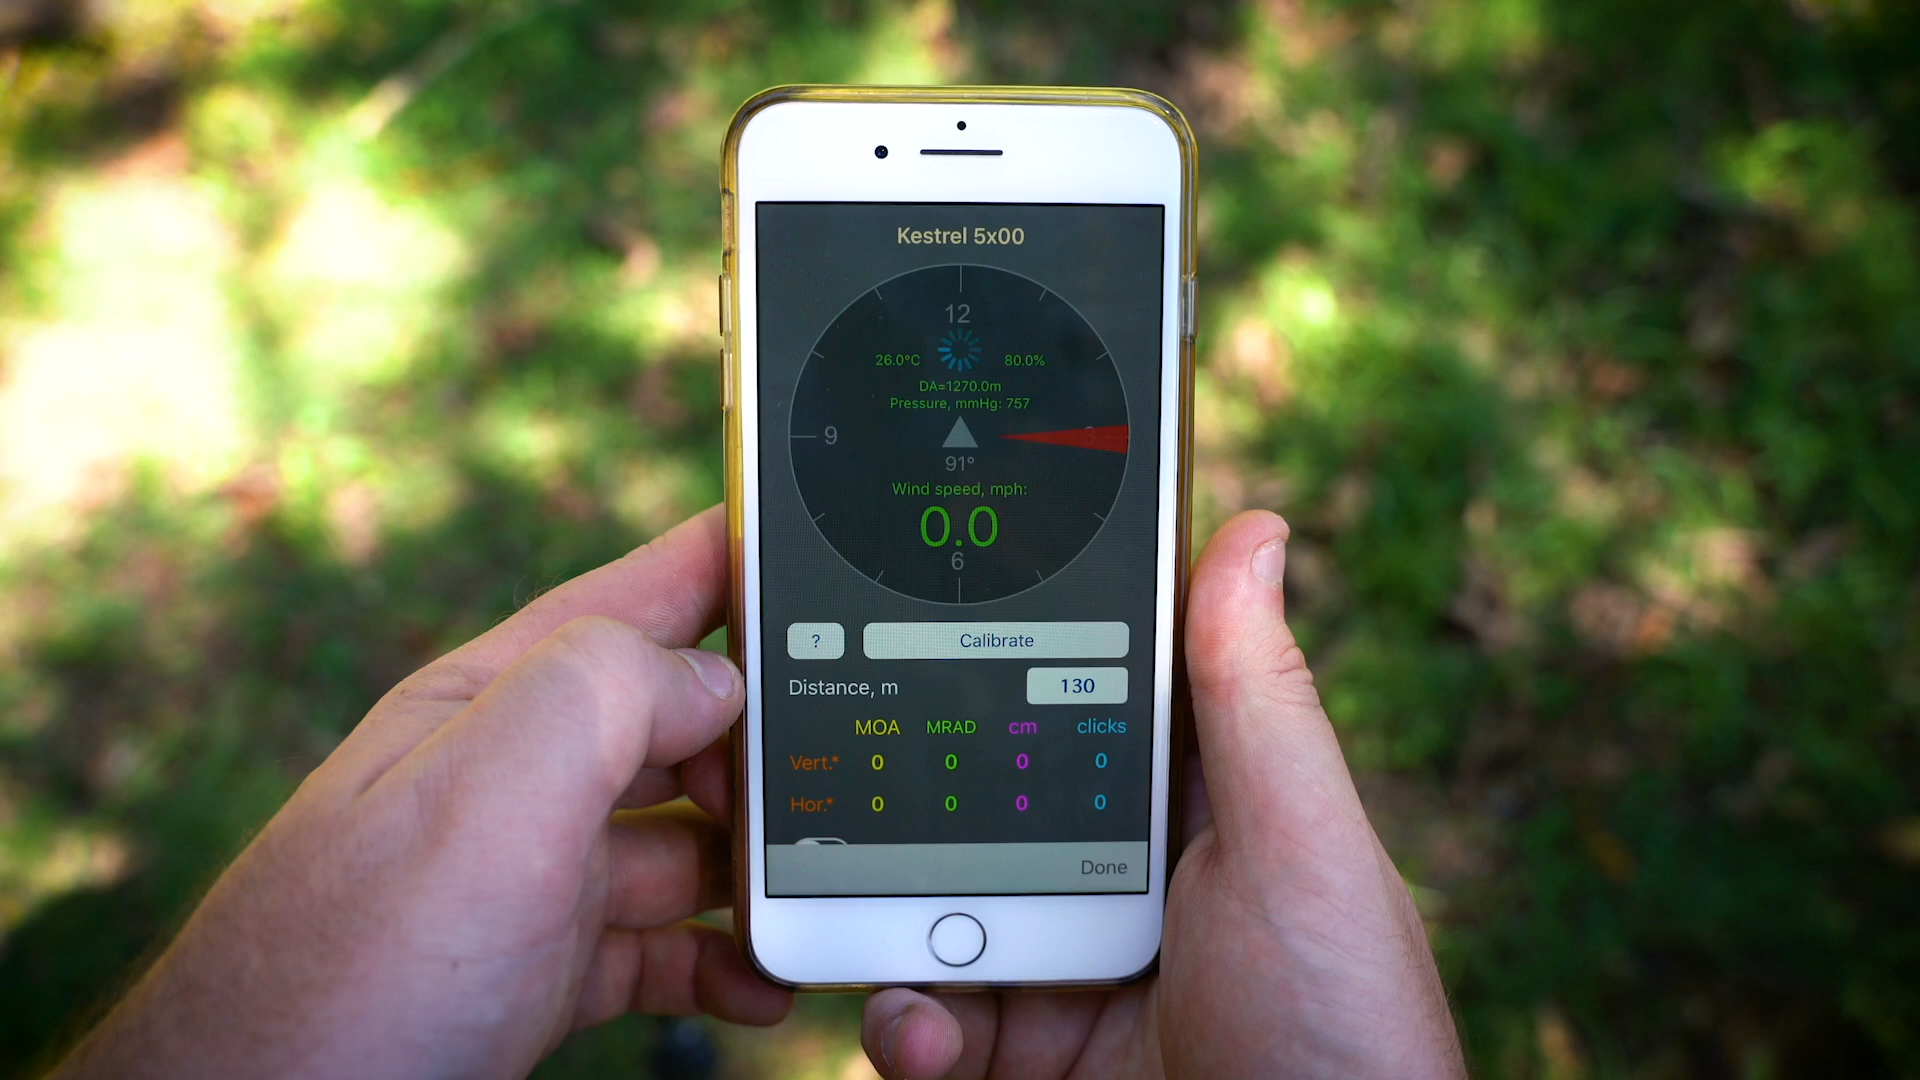 Kestrel 5x00
12
26.0°C 80.0%
DA=1270.0m
Pressure, mmHg: 757
9 3
91°
Wind speed, mph:
0.0
6
? Calibrate
Distance, m 130
MOA MRAD cm clicks
Vert.* 0 0 0 0
Hor.* 0 0 0 0
Done